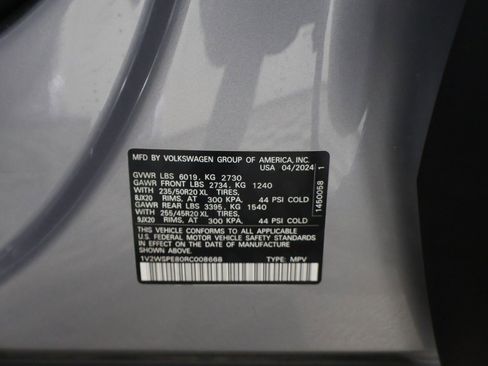 MFD BY VOLKSWAGEN GROUP OF AMERICA, INC.
USA 04/2024
GVWR LBS 6019, KG 2730
GAWR FRONT LBS 2734, KG 1240
WITH 235/50R20 XL TIRES,
8JX20 RIMS, AT 300 KPA, 44 PSI COLD
GAWR REAR LBS 3395, KG 1540
WITH 255/45R20 XL TIRES,
9JX20 RIMS, AT 300 KPA, 44 PSI COLD
THIS VEHICLE CONFORMS TO ALL APPLICABLE
U.S. FEDERAL MOTOR VEHICLE SAFETY STANDARDS
IN EFFECT ON THE DATE OF MANUFACTURE
SHOWN ABOVE.
1V2WSPE80RC008668 TYPE: MPV
1450058 1